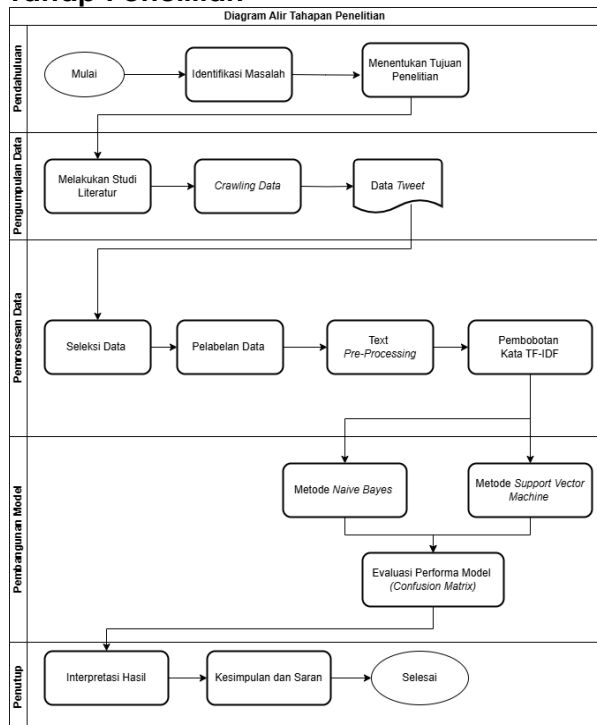 Tahap Penelitian
Diagram Alir Tahapan Penelitian
Pendahuluan
Mulai
Identifikasi Masalah
Menentukan Tujuan
Penelitian
Pengumpulan Data
Melakukan Studi
Literatur
Crawling Data
Data Tweet
Pemrosesan Data
Seleksi Data
Pelabelan Data
Text
Pre-Processing
Pembobotan
Kata TF-IDF
Pembangunan Model
Metode Naive Bayes
Metode Support Vector
Machine
Evaluasi Performa Model
(Confusion Matrix)
Penutup
Interpretasi Hasil
Kesimpulan dan Saran
Selesai